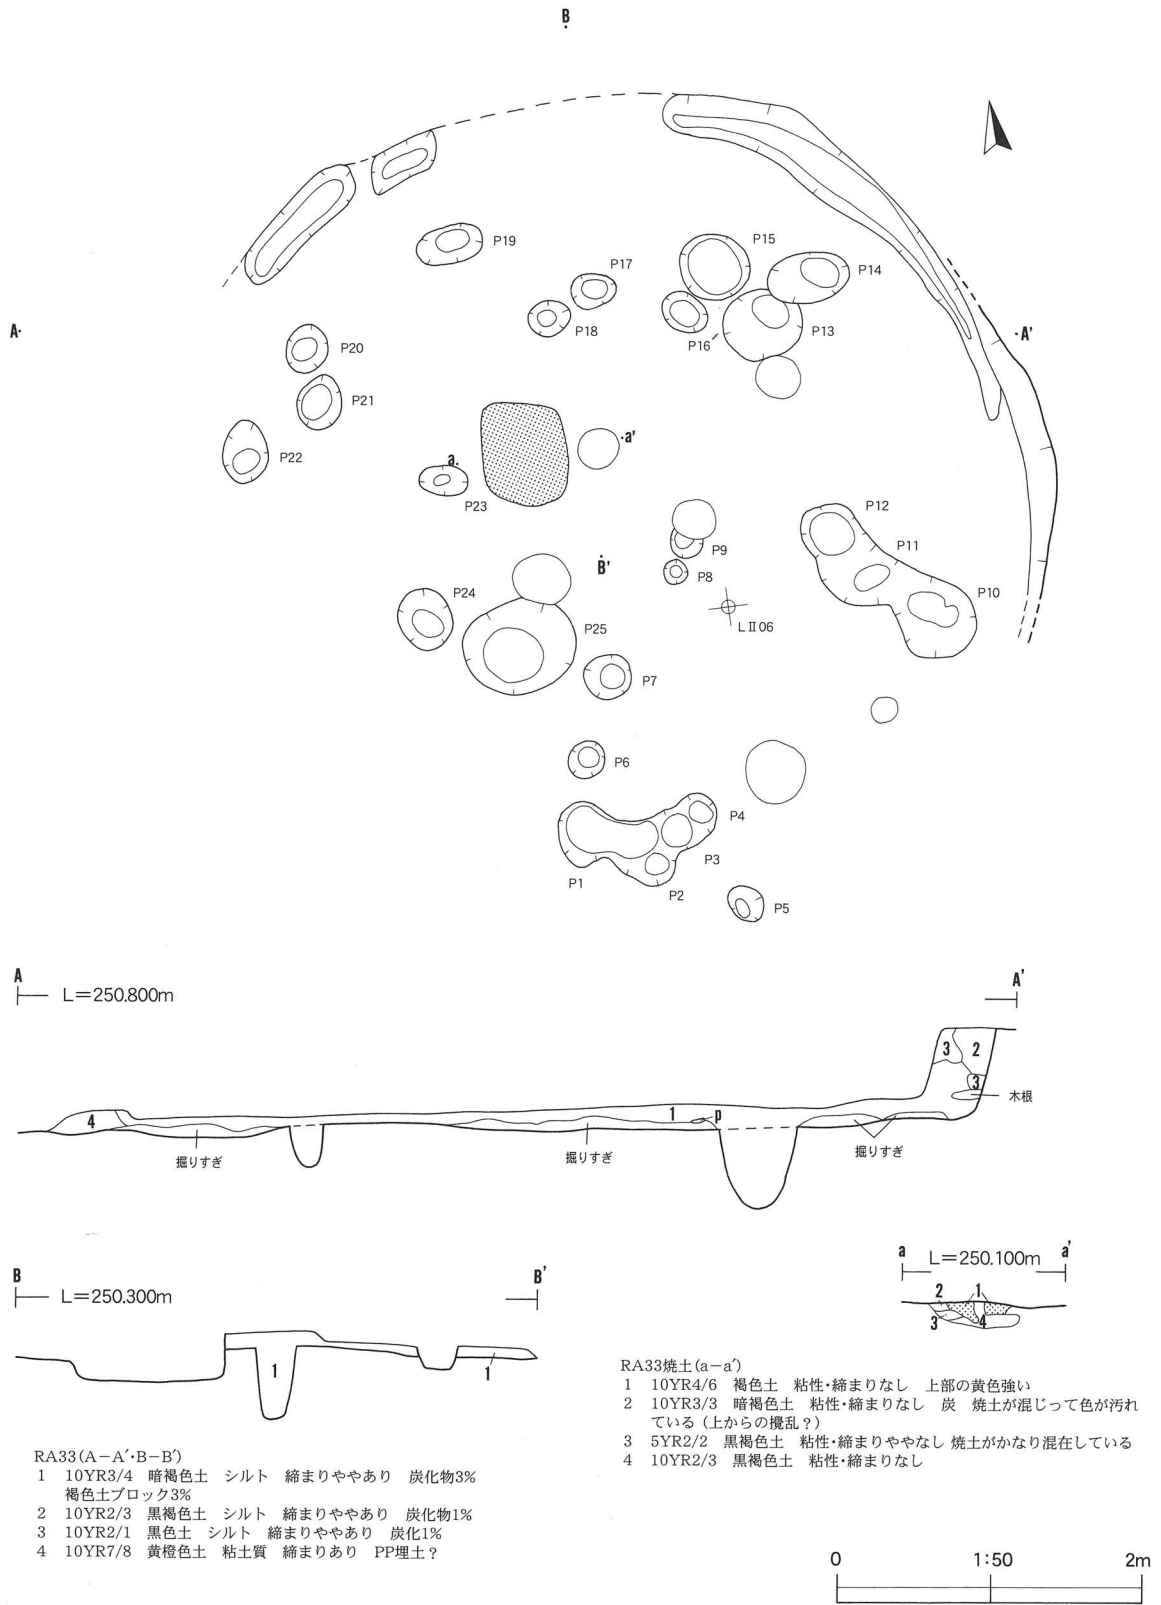 B
A
A'
P19
P15
P17
P14
P18
P16
P13
P20
P21
P22
a
a'
P23
P12
P9
P11
P8
B'
P24
P10
P25
LⅡ06
P7
P6
P4
P3
P1
P2
P5
A
L=250.800m
A'
3
2
3
木根
4
1
p
掘りすぎ
掘りすぎ
掘りすぎ
B
L=250.300m
B'
1
1
a
L=250.100m
a'
2
1
3
4
RA33焼土(a-a')
1 10YR4/6 褐色土 粘性・締まりなし 上部の黄色強い
2 10YR3/3 暗褐色土 粘性・締まりなし 炭 焼土が混じって色が汚れ
ている(上からの攪乱?)
3 5YR2/2 黒褐色土 粘性・締まりややなし 焼土がかなり混在している
4 10YR2/3 黒褐色土 粘性・締まりなし
RA33(A-A'・B-B')
1 10YR3/4 暗褐色土 シルト 締まりややあり 炭化物3%
褐色土ブロック3%
2 10YR2/3 黒褐色土 シルト 締まりややあり 炭化物1%
3 10YR2/1 黒色土 シルト 締まりややあり 炭化1%
4 10YR7/8 黄橙色土 粘土質 締まりあり PP埋土?
0 1:50 2m